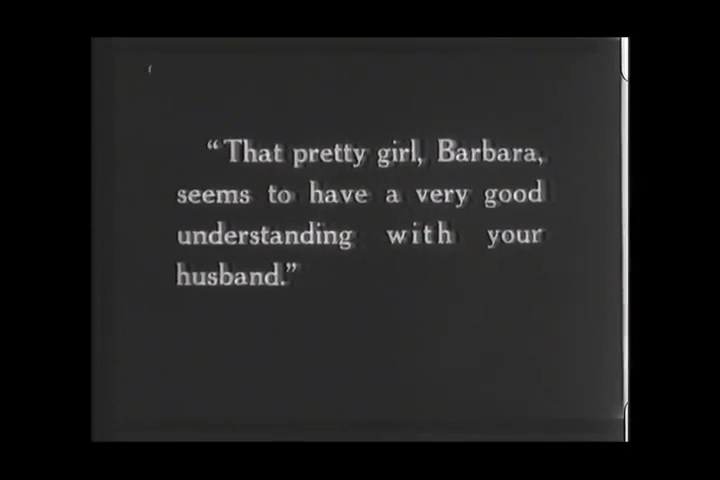 “That pretty girl, Barbara,
seems to have a very good
understanding with your
husband.”